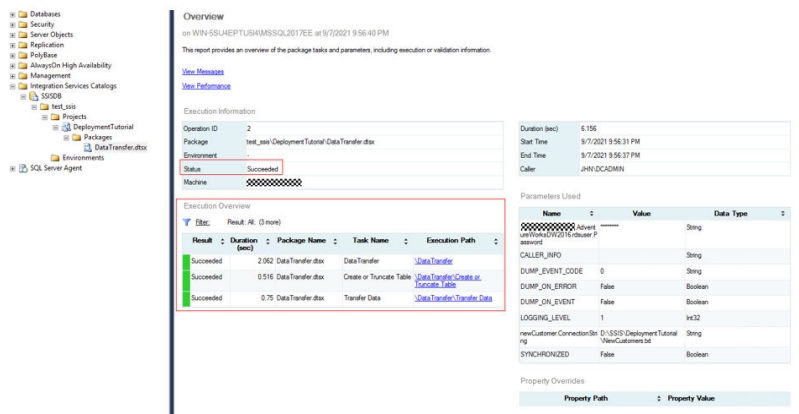 Databases
Security
Server Objects
Replication
PolyBase
AlwaysOn High Availability
Management
Integration Services Catalogs
SSISDB
test_ssis
Projects
DeploymentTutorial
Packages
DataTransfer.dtsx
Environments
SQL Server Agent
Overview
on WIN-5SU4EPTU5I4\MSSQL2017EE at 9/7/2021 9:56:40 PM
This report provides an overview of the package tasks and parameters, including execution or validation information.
View Messages
View Performance
Execution Information
Operation ID 2
Package test_ssis\DeploymentTutorial\DataTransfer.dtsx
Environment -
Status Succeeded
Machine
Duration (sec) 6.156
Start Time 9/7/2021 9:56:31 PM
End Time 9/7/2021 9:56:37 PM
Caller JHN\DCADMIN
Execution Overview
Filter: Result: All; (3 more)
Result Duration (sec) Package Name Task Name Execution Path
Succeeded 2.062 DataTransfer.dtsx DataTransfer \DataTransfer
Succeeded 0.516 DataTransfer.dtsx Create or Truncate Table \DataTransfer\Create or
Truncate Table
Succeeded 0.75 DataTransfer.dtsx Transfer Data \DataTransfer\Transfer Data
Parameters Used
Name Value Data Type
.Advent ******** String
ureWorksDW2016.rdsuser.P
assword
CALLER_INFO String
DUMP_EVENT_CODE 0 String
DUMP_ON_ERROR False Boolean
DUMP_ON_EVENT False Boolean
LOGGING_LEVEL 1 Int32
newCustomer.ConnectionStri D:\SSIS\DeploymentTutorial String
ng \NewCustomers.txt
SYNCHRONIZED False Boolean
Property Overrides
Property Path Property Value